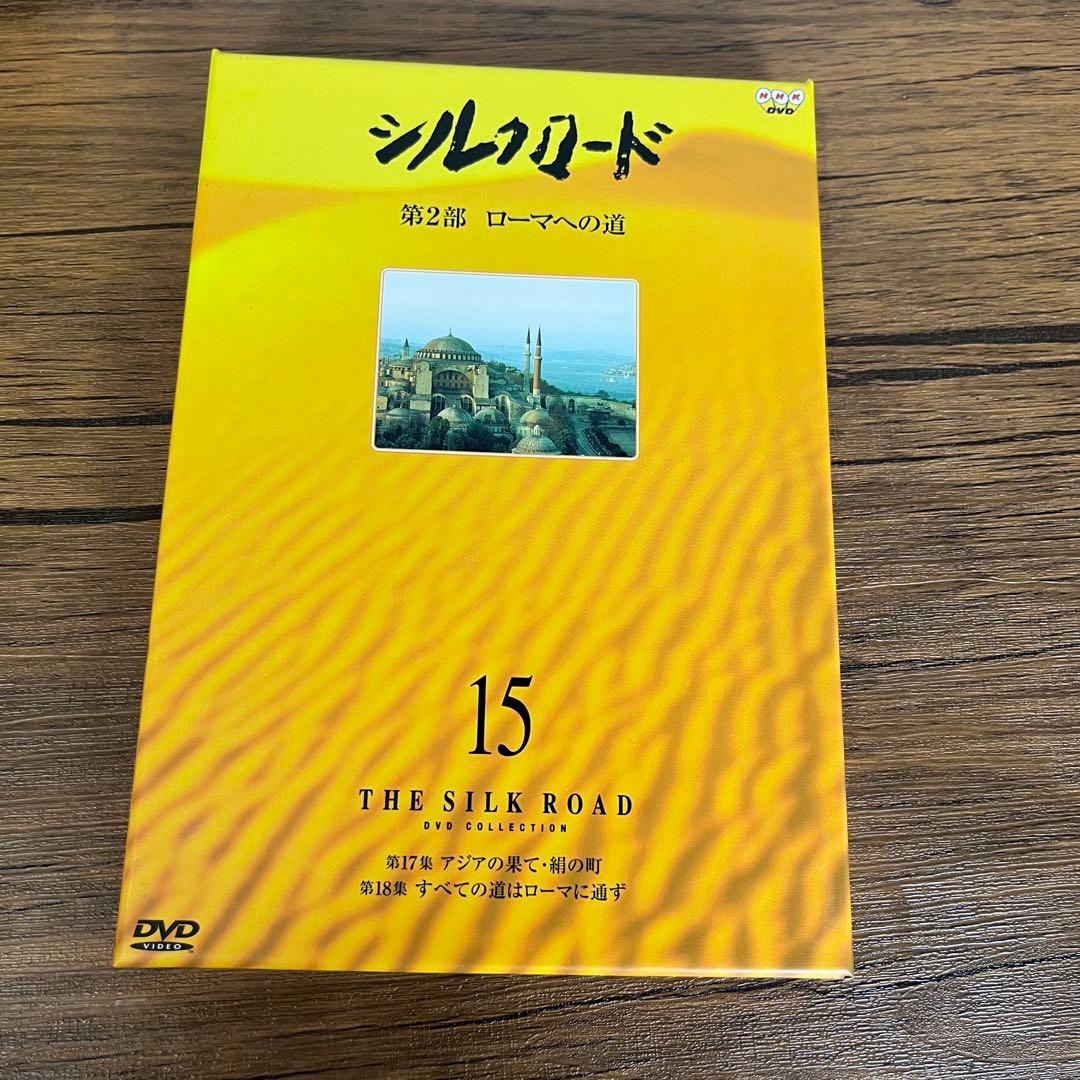 NHK
DVD
シルクロード
第2部 ローマへの道
15
THE SILK ROAD
DVD COLLECTION
第17集 アジアの果て・絹の町
第18集 すべての道はローマに通ず
DVD
VIDEO
TM